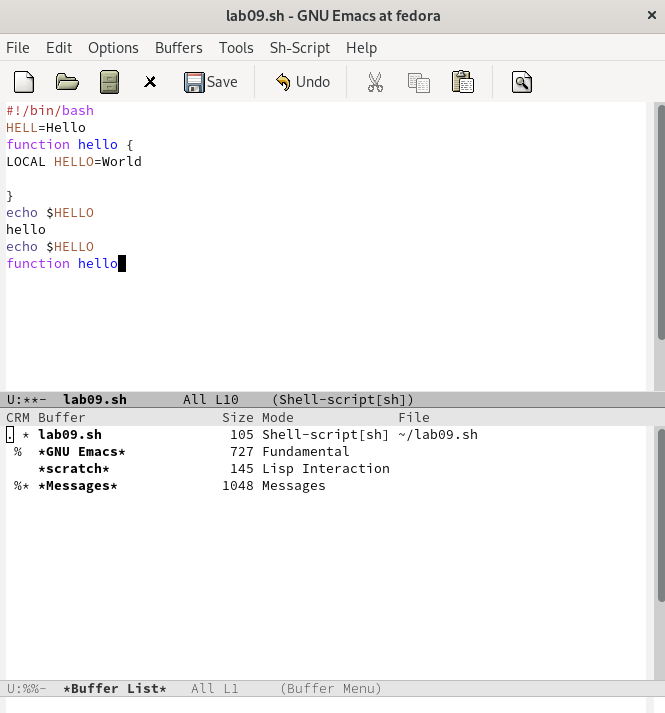 lab09.sh - GNU Emacs at fedora ×
File Edit Options Buffers Tools Sh-Script Help
Save Undo
#!/bin/bash
HELL=Hello
function hello {
LOCAL HELLO=World
}
echo $HELLO
hello
echo $HELLO
function hello
U:**- lab09.sh All L10 (Shell-script[sh])
CRM Buffer Size Mode File
. * lab09.sh 105 Shell-script[sh] ~/lab09.sh
% *GNU Emacs* 727 Fundamental
*scratch* 145 Lisp Interaction
%* *Messages* 1048 Messages
U:%%- *Buffer List* All L1 (Buffer Menu)